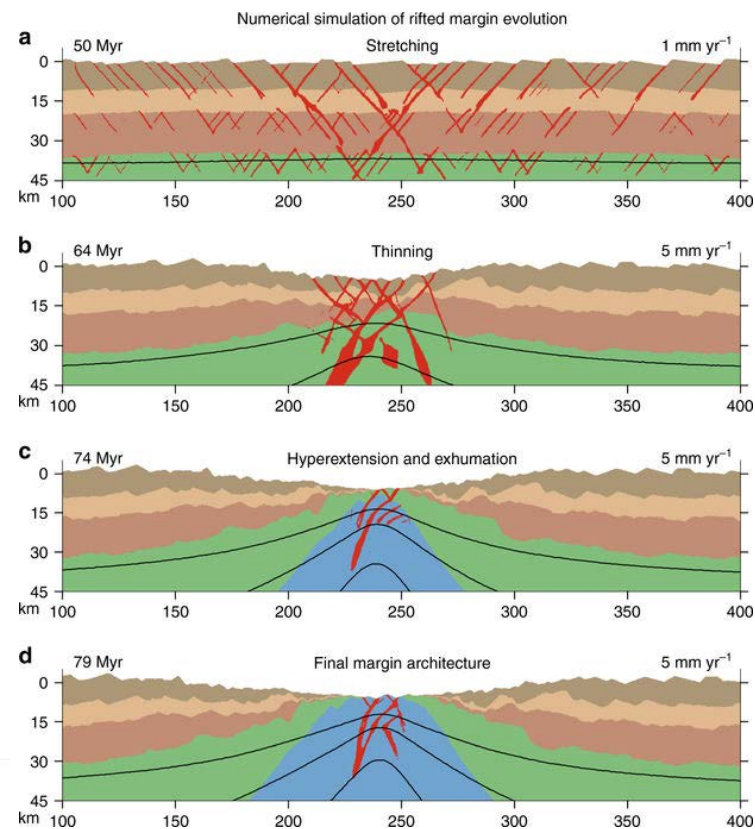 Numerical simulation of rifted margin evolution
a
50 Myr Stretching 1 mm yr⁻¹
0
15
30
45
km
100 150 200 250 300 350 400
b
64 Myr Thinning 5 mm yr⁻¹
0
15
30
45
km
100 150 200 250 300 350 400
c
74 Myr Hyperextension and exhumation 5 mm yr⁻¹
0
15
30
45
km
100 150 200 250 300 350 400
d
79 Myr Final margin architecture 5 mm yr⁻¹
0
15
30
45
km
100 150 200 250 300 350 400